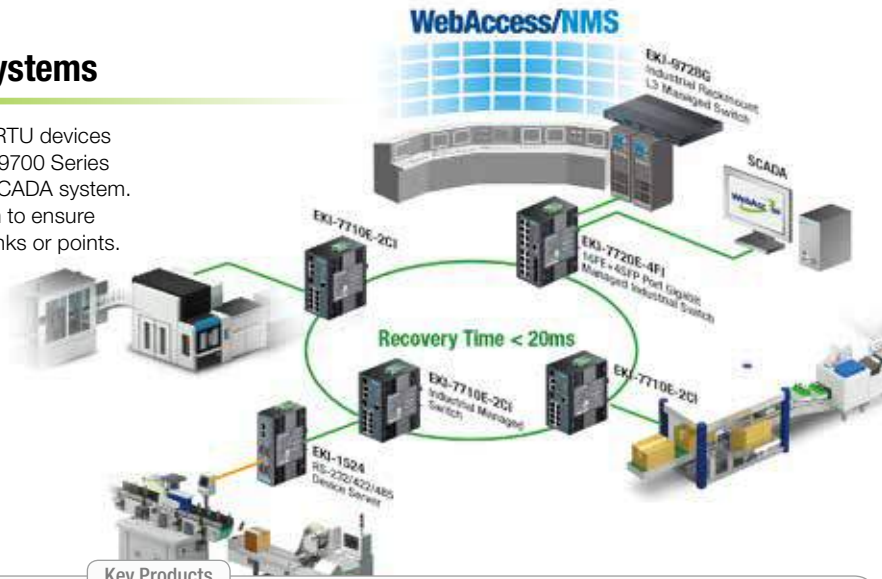 WebAccess/NMS
ystems
RTU devices
9700 Series
CADA system.
n to ensure
nks or points.
EKI-9728G
Industrial Rackmount
L3 Managed Switch
SCADA
EKI-7710E-2CI
EKI-7720E-4FI
16FE+4SFP Port Gigabit
Managed Industrial Switch
Recovery Time < 20ms
EKI-7710E-2CI
Industrial Managed
Switch
EKI-7710E-2CI
EKI-1524
RS-232/422/485
Device Server
Key Products